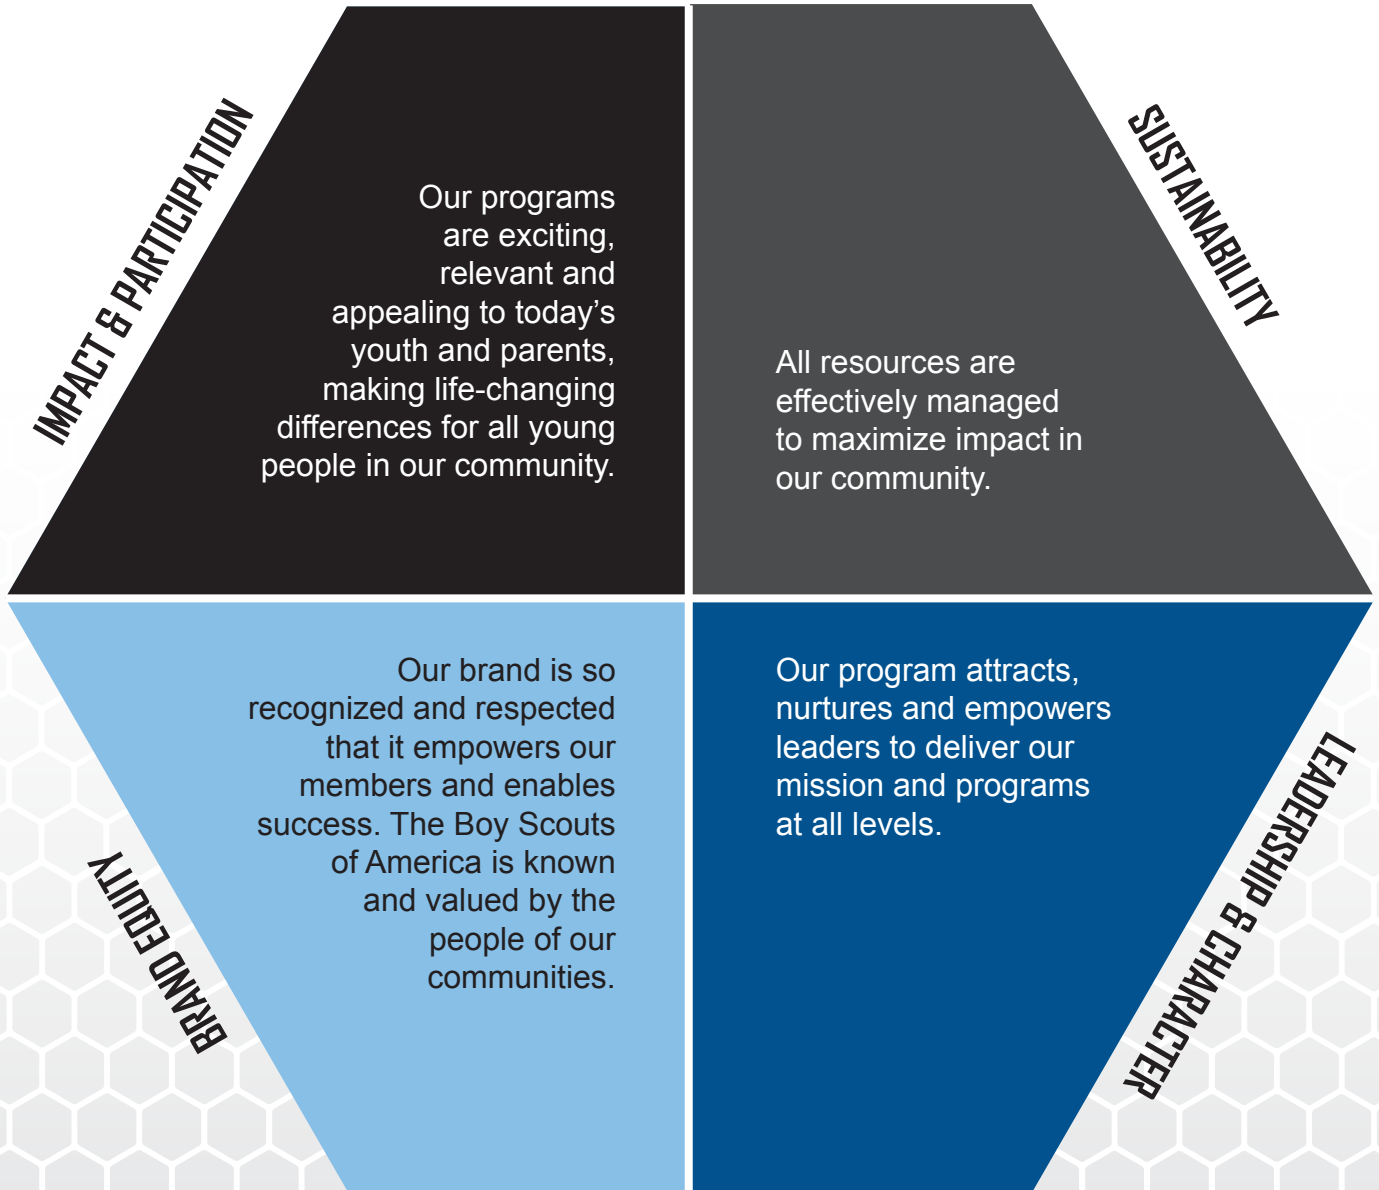 IMPACT & PARTICIPATION
Our programs
are exciting,
relevant and
appealing to today’s
youth and parents,
making life-changing
differences for all young
people in our community.
SUSTAINABILITY
All resources are
effectively managed
to maximize impact in
our community.
BRAND EQUITY
Our brand is so
recognized and respected
that it empowers our
members and enables
success. The Boy Scouts
of America is known
and valued by the
people of our
communities.
LEADERSHIP & CHARACTER
Our program attracts,
nurtures and empowers
leaders to deliver our
mission and programs
at all levels.